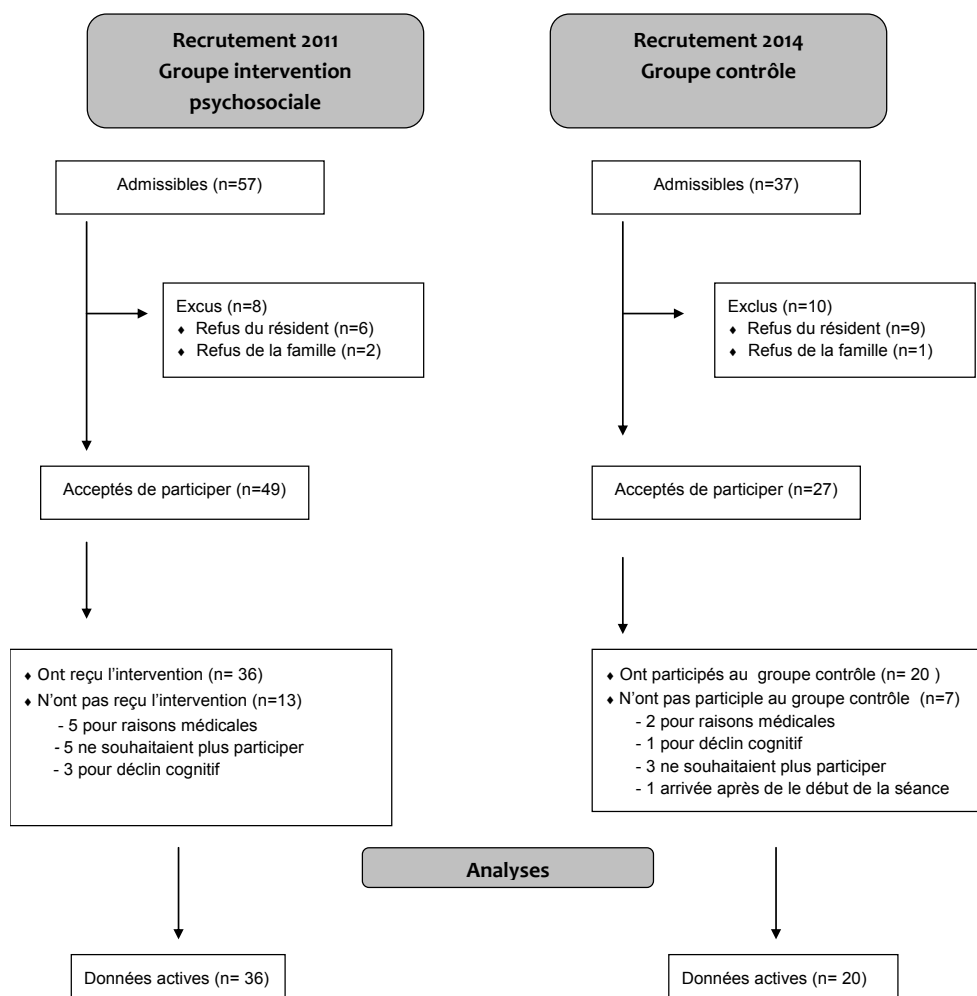 Recrutement 2011
Groupe intervention
psychosociale
Admissibles (n=57)
Excus (n=8)
♦ Refus du résident (n=6)
♦ Refus de la famille (n=2)
Acceptés de participer (n=49)
♦ Ont reçu l’intervention (n= 36)
♦ N’ont pas reçu l’intervention (n=13)
- 5 pour raisons médicales
- 5 ne souhaitaient plus participer
- 3 pour déclin cognitif
Recrutement 2014
Groupe contrôle
Admissibles (n=37)
Exclus (n=10)
♦ Refus du résident (n=9)
♦ Refus de la famille (n=1)
Acceptés de participer (n=27)
♦ Ont participés au groupe contrôle (n= 20 )
♦ N’ont pas participle au groupe contrôle (n=7)
- 2 pour raisons médicales
- 1 pour déclin cognitif
- 3 ne souhaitaient plus participer
- 1 arrivée après de le début de la séance
Analyses
Données actives (n= 36)
Données actives (n= 20)